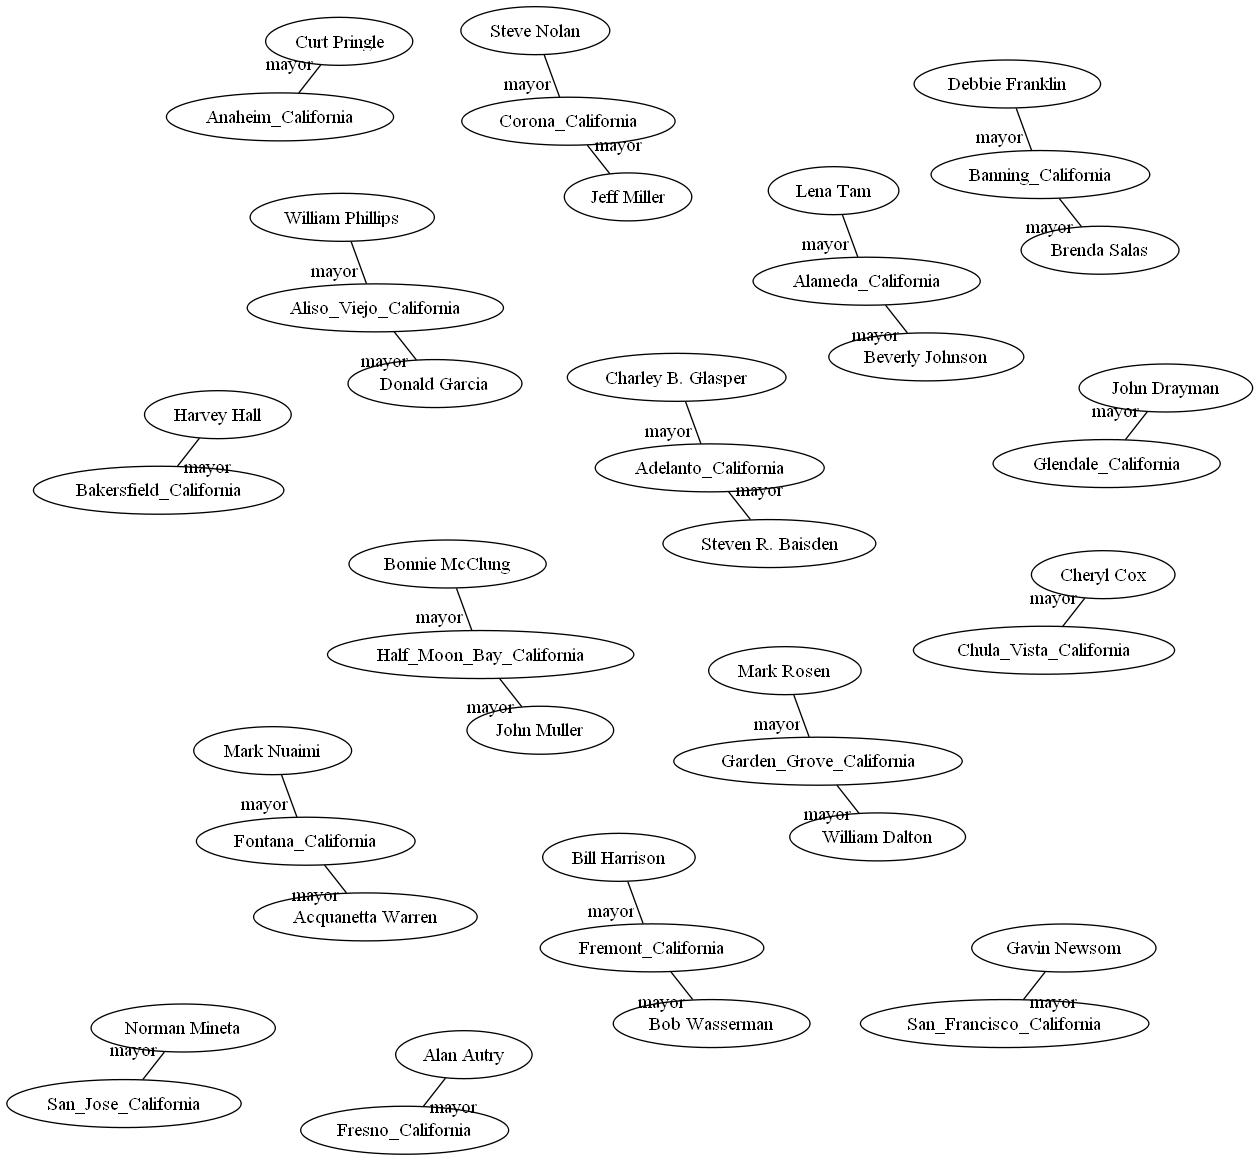 Curt Pringle
mayor
Anaheim_California
Steve Nolan
mayor
Corona_California
mayor
Jeff Miller
Debbie Franklin
mayor
Banning_California
mayor
Brenda Salas
William Phillips
mayor
Aliso_Viejo_California
mayor
Donald Garcia
Lena Tam
mayor
Alameda_California
mayor
Beverly Johnson
Harvey Hall
mayor
Bakersfield_California
Charley B. Glasper
mayor
Adelanto_California
mayor
Steven R. Baisden
John Drayman
mayor
Glendale_California
Bonnie McClung
mayor
Half_Moon_Bay_California
mayor
John Muller
Cheryl Cox
mayor
Chula_Vista_California
Mark Rosen
mayor
Garden_Grove_California
mayor
William Dalton
Mark Nuaimi
mayor
Fontana_California
mayor
Acquanetta Warren
Bill Harrison
mayor
Fremont_California
mayor
Bob Wasserman
Gavin Newsom
mayor
San_Francisco_California
Norman Mineta
mayor
San_Jose_California
Alan Autry
mayor
Fresno_California